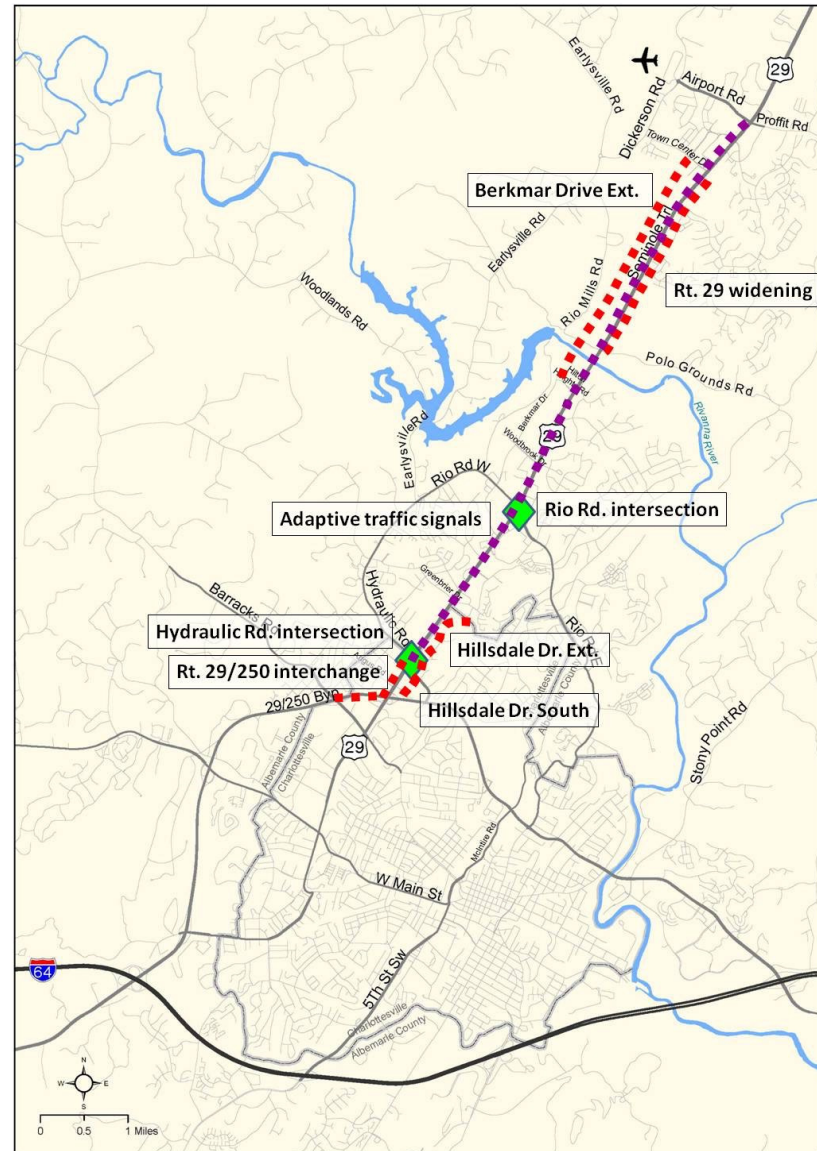 29
Earlysville Rd
Dickerson Rd
Airport Rd
Proffit Rd
Town Center D
Berkmar Drive Ext.
Seminole Trl
Earlysville Rd
Rio Mills Rd
Rt. 29 widening
Woodlands Rd
Polo Grounds Rd
Rivanna River
Berkmar Dr
29
Woodbrook Dr
Earlysville Rd
Rio Rd W
Adaptive traffic signals
Rio Rd. intersection
Greenbrier
Hydraulic Rd
Barracks Rd
Hydraulic Rd. intersection
Rio Rd E
Hillsdale Dr. Ext.
Rt. 29/250 interchange
29/250 Byp
Hillsdale Dr. South
Stony Point Rd
29
Albemarle County
Charlottesville
McIntire Rd
W Main St
64
5Th St Sw
Charlottesville
Albemarle County
N
W E
S
0 0.5 1 Miles